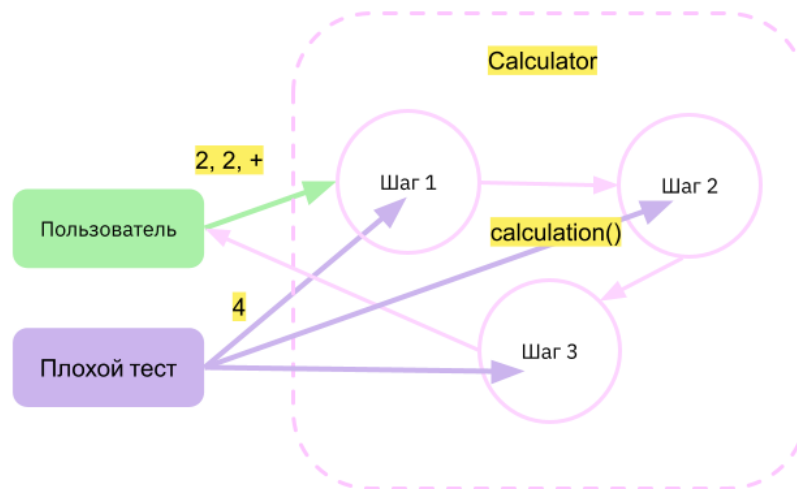 Calculator
2, 2, +
Шаг 1
Шаг 2
Пользователь
calculation()
4
Шаг 3
Плохой тест